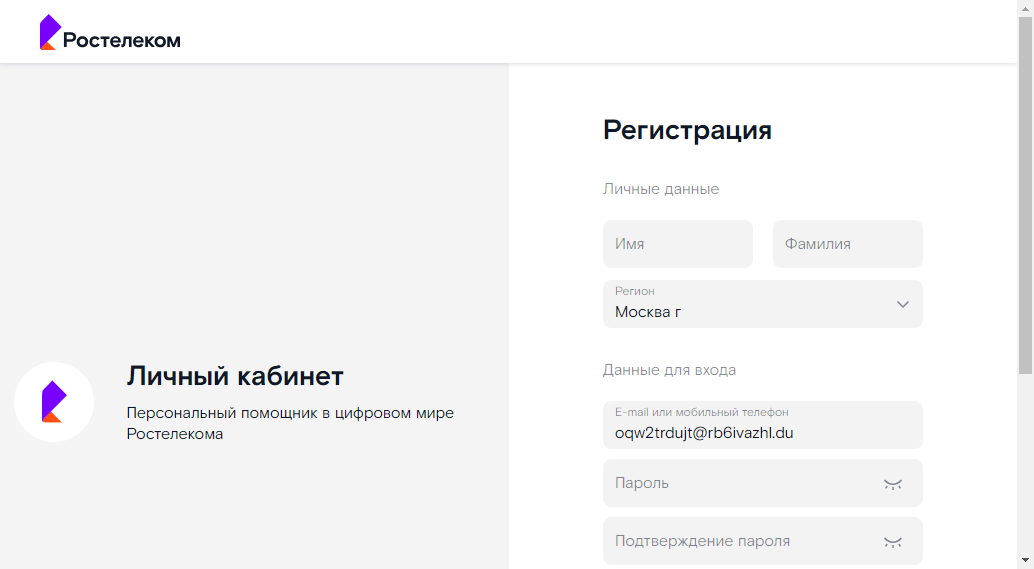 Ростелеком
Регистрация
Личные данные
Имя
Фамилия
Регион
Москва г
Личный кабинет
Персональный помощник в цифровом мире
Ростелекома
Данные для входа
E-mail или мобильный телефон
oqw2trdujt@rb6ivazhl.du
Пароль
Подтверждение пароля